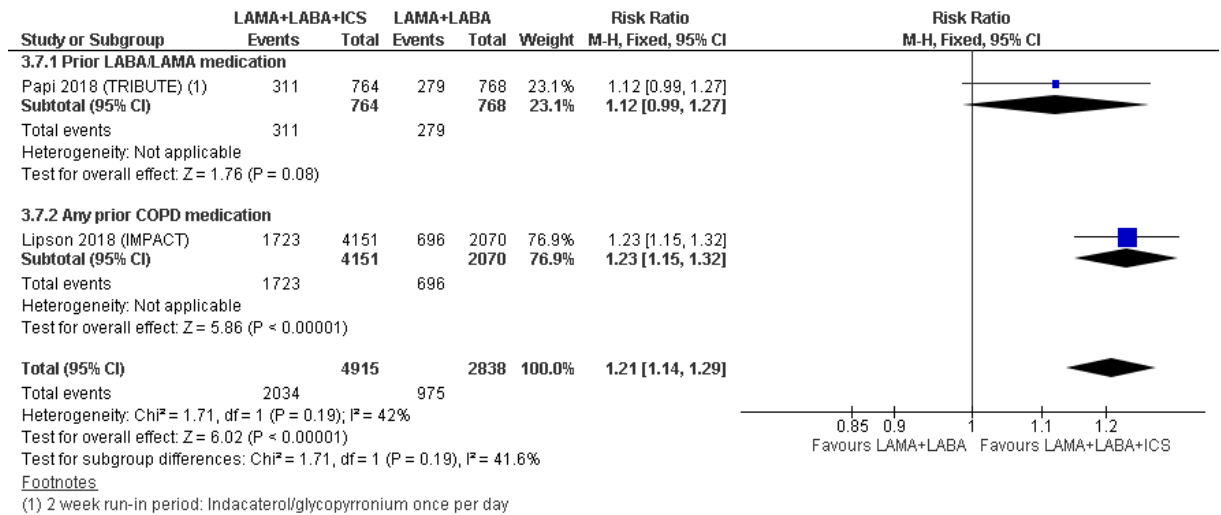 LAMA+LABA+ICS LAMA+LABA Risk Ratio Risk Ratio
Study or Subgroup Events Total Events Total Weight M-H, Fixed, 95% CI M-H, Fixed, 95% CI
3.7.1 Prior LABA/LAMA medication
Papi 2018 (TRIBUTE) (1) 311 764 279 768 23.1% 1.12 [0.99, 1.27]
Subtotal (95% CI) 764 768 23.1% 1.12 [0.99, 1.27]
Total events 311 279
Heterogeneity: Not applicable
Test for overall effect: Z = 1.76 (P = 0.08)
3.7.2 Any prior COPD medication
Lipson 2018 (IMPACT) 1723 4151 696 2070 76.9% 1.23 [1.15, 1.32]
Subtotal (95% CI) 4151 2070 76.9% 1.23 [1.15, 1.32]
Total events 1723 696
Heterogeneity: Not applicable
Test for overall effect: Z = 5.86 (P < 0.00001)
Total (95% CI) 4915 2838 100.0% 1.21 [1.14, 1.29]
Total events 2034 975
Heterogeneity: Chi² = 1.71, df = 1 (P = 0.19); I² = 42%
Test for overall effect: Z = 6.02 (P < 0.00001)
Test for subgroup differences: Chi² = 1.71, df = 1 (P = 0.19), I² = 41.6%
0.85 0.9 1 1.1 1.2
Favours LAMA+LABA Favours LAMA+LABA+ICS
Footnotes
(1) 2 week run-in period: Indacaterol/glycopyrronium once per day